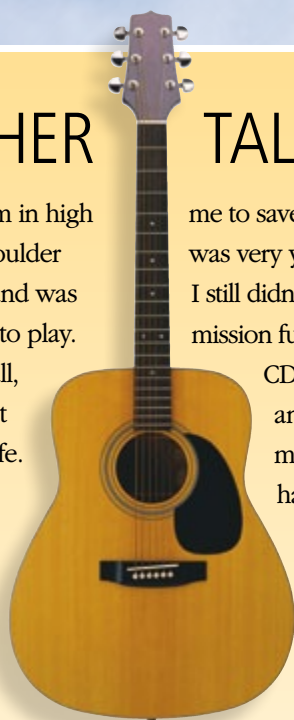 HER TAL
in high
oulder
nd was
to play.
ll,
t
fe.
me to save
was very y
I still didn
mission fu
CD
an
m
ha